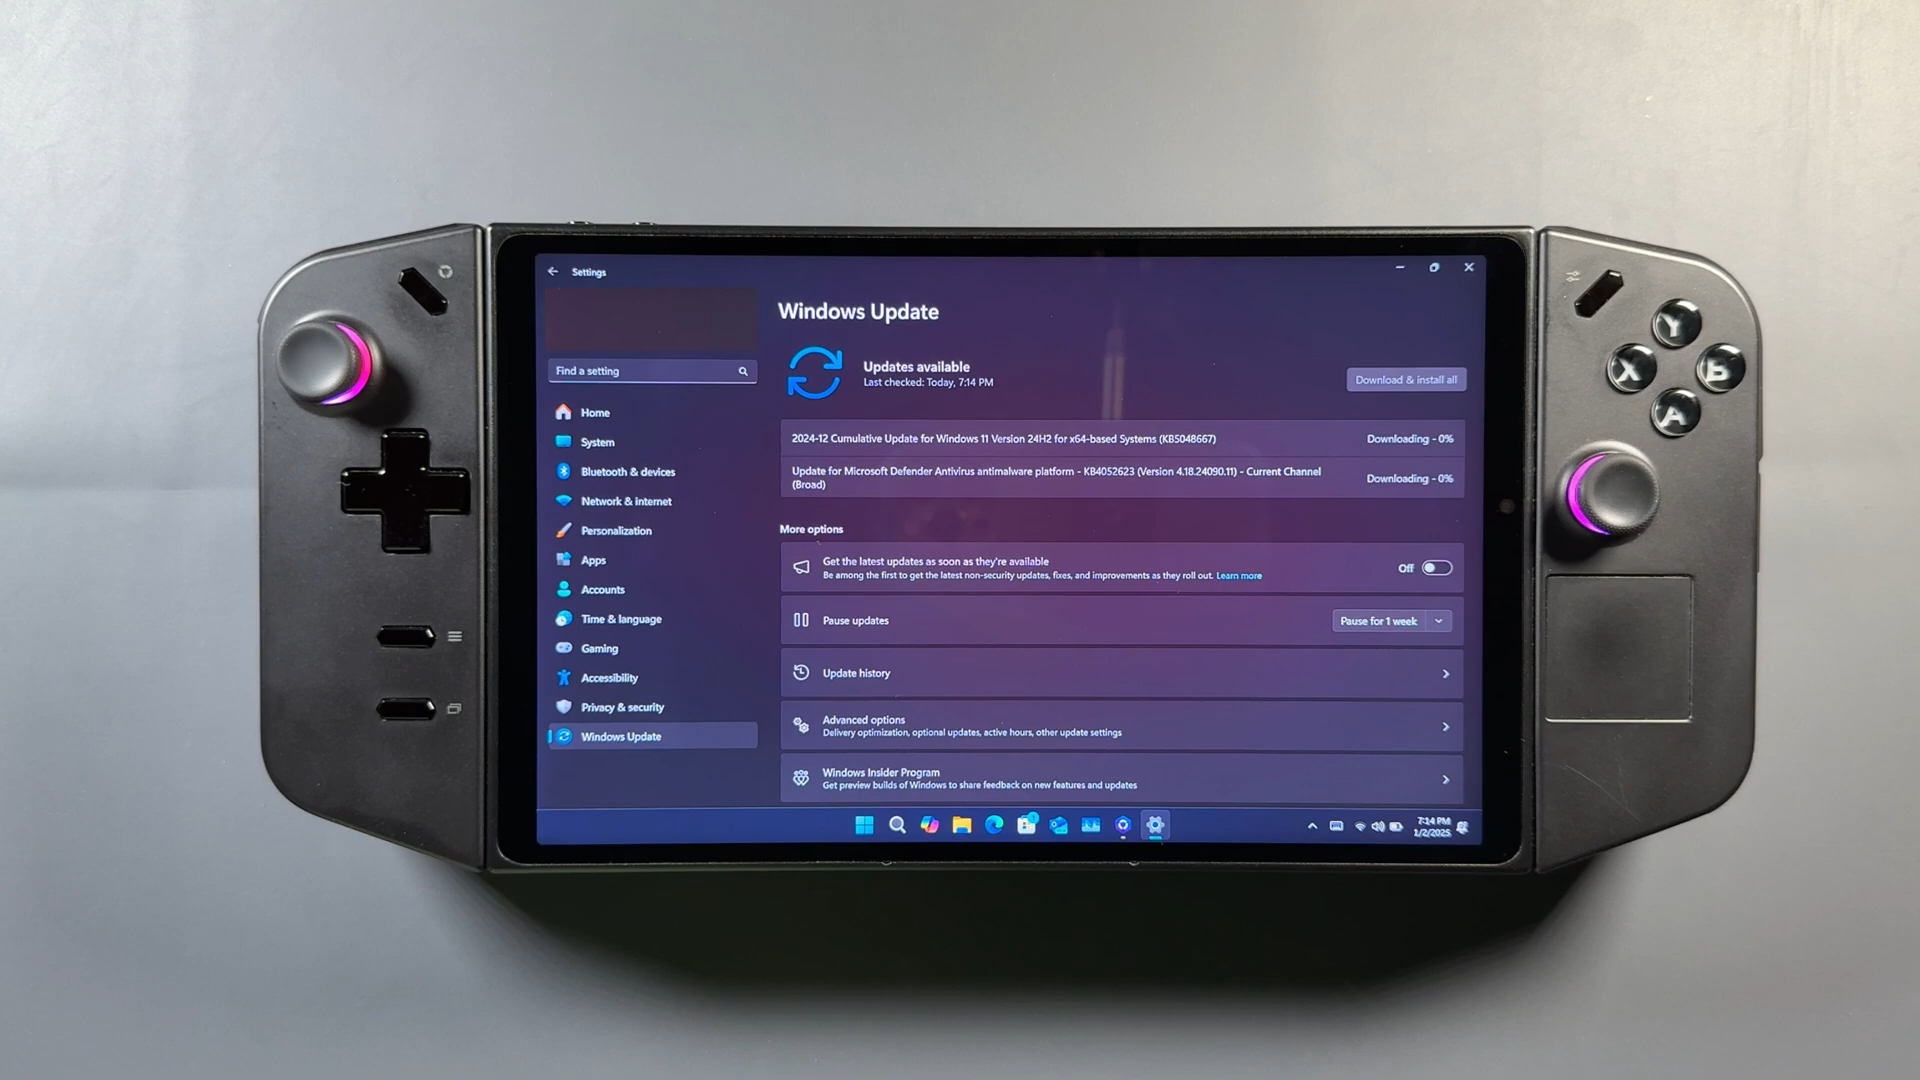 Settings
Windows Update
Find a setting
Updates available
Last checked: Today, 7:14 PM
Download & install all
Home
System
Bluetooth & devices
Network & internet
Personalization
Apps
Accounts
Time & language
Gaming
Accessibility
Privacy & security
Windows Update
2024-12 Cumulative Update for Windows 11 Version 24H2 for x64-based Systems (KB5048667)
Downloading - 0%
Update for Microsoft Defender Antivirus antimalware platform - KB4052623 (Version 4.18.24090.11) - Current Channel
(Broad)
Downloading - 0%
More options
Get the latest updates as soon as they're available
Be among the first to get the latest non-security updates, fixes, and improvements as they roll out. Learn more
Off
Pause updates
Pause for 1 week
Update history
Advanced options
Delivery optimization, optional updates, active hours, other update settings
Windows Insider Program
Get preview builds of Windows to share feedback on new features and updates
7:14 PM
1/2/2025
Y
X
B
A